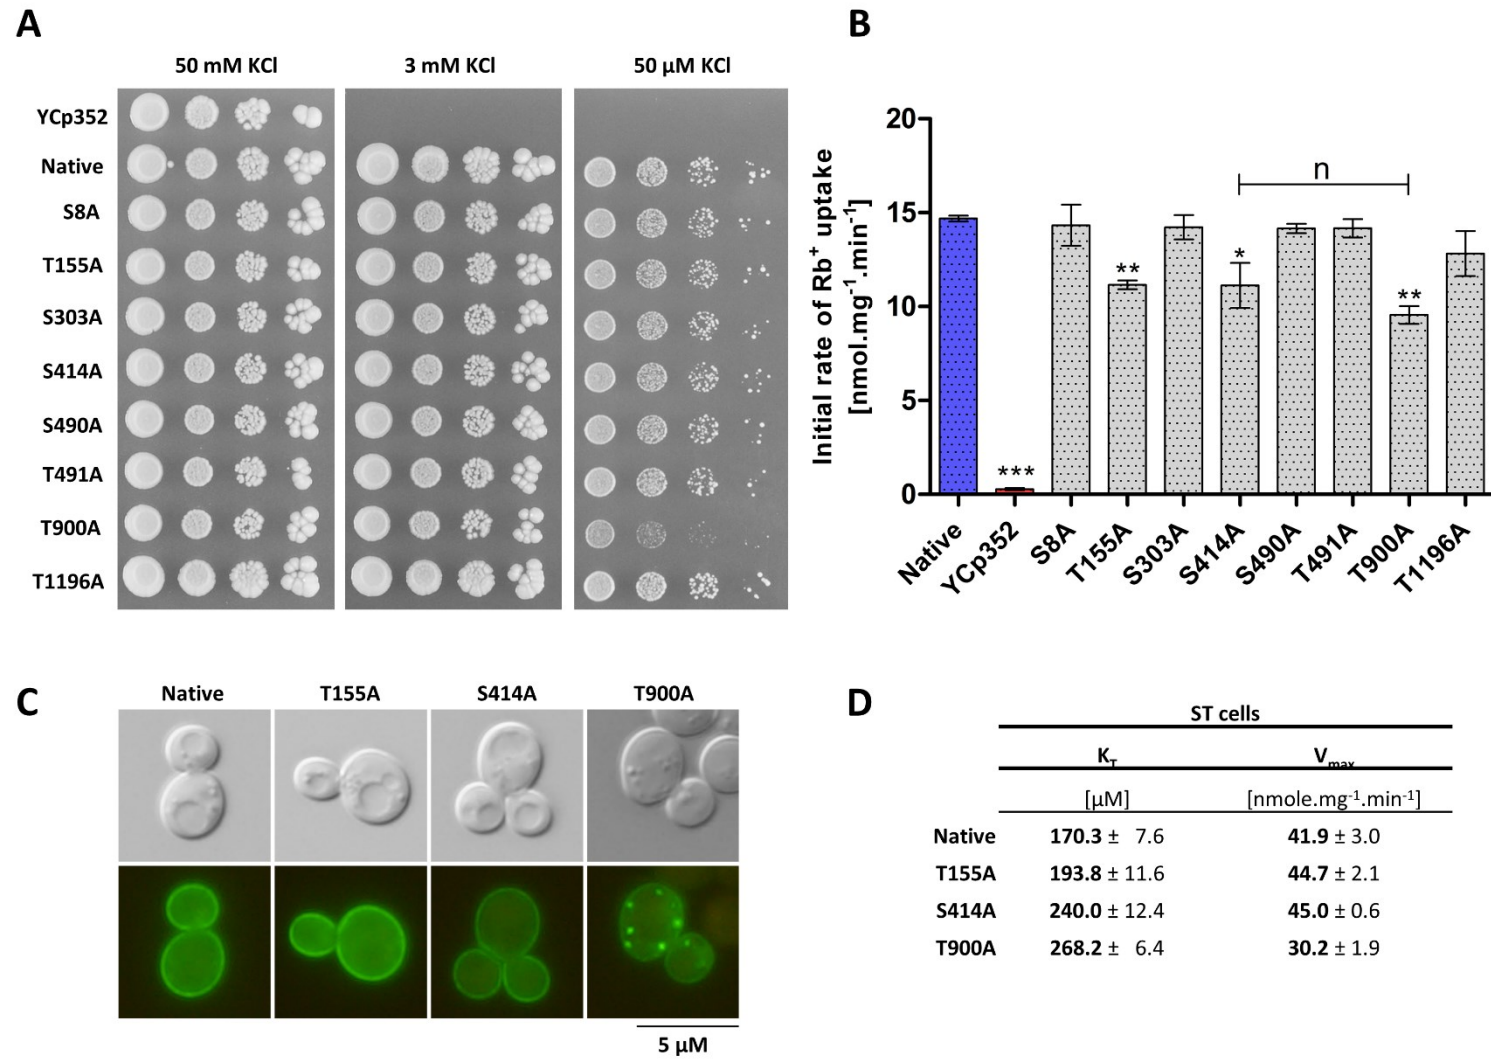 A
50 mM KCl
3 mM KCl
50 µM KCl
YCp352
Native
S8A
T155A
S303A
S414A
S490A
T491A
T900A
T1196A
B
Initial rate of Rb⁺ uptake
[nmol.mg⁻¹.min⁻¹]
20
15
10
5
0
***
**
*
**
n
Native
YCp352
S8A
T155A
S303A
S414A
S490A
T491A
T900A
T1196A
C
Native
T155A
S414A
T900A
5 µM
D
ST cells
K_T V_max
[µM] [nmole.mg⁻¹.min⁻¹]
Native 170.3 ± 7.6 41.9 ± 3.0
T155A 193.8 ± 11.6 44.7 ± 2.1
S414A 240.0 ± 12.4 45.0 ± 0.6
T900A 268.2 ± 6.4 30.2 ± 1.9